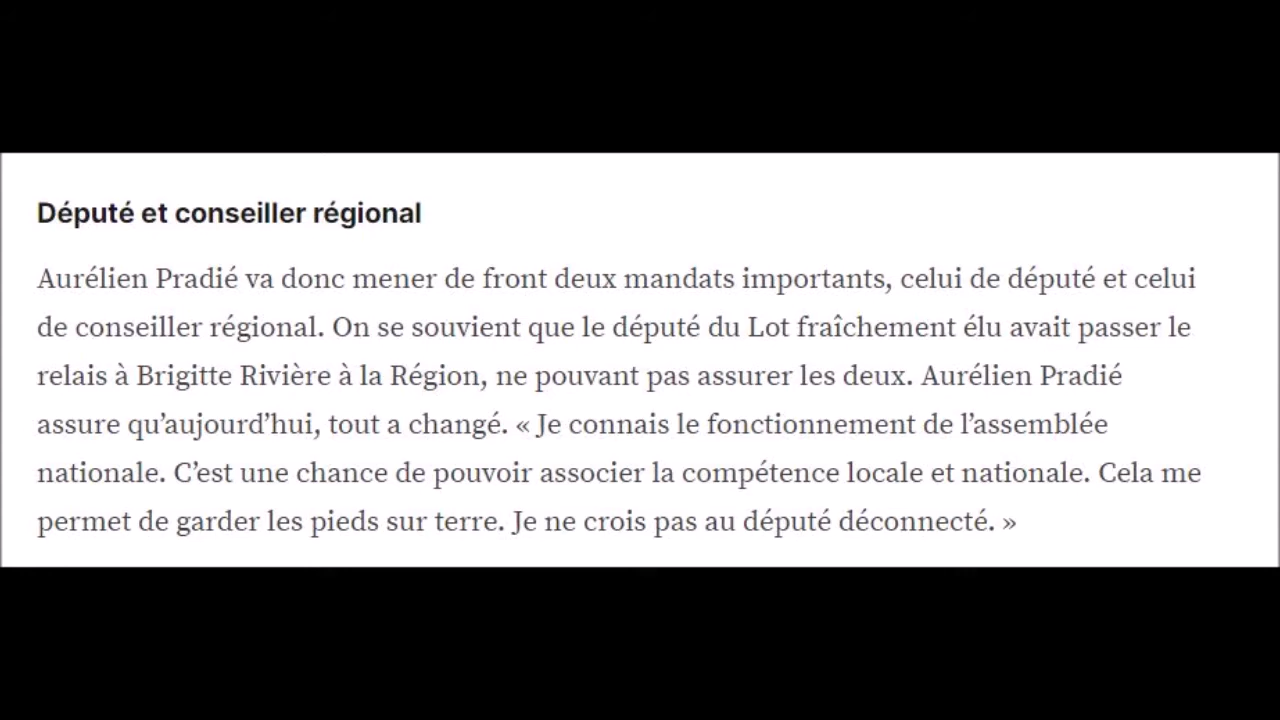 Député et conseiller régional
Aurélien Pradié va donc mener de front deux mandats importants, celui de député et celui
de conseiller régional. On se souvient que le député du Lot fraîchement élu avait passer le
relais à Brigitte Rivière à la Région, ne pouvant pas assurer les deux. Aurélien Pradié
assure qu’aujourd’hui, tout a changé. « Je connais le fonctionnement de l’assemblée
nationale. C’est une chance de pouvoir associer la compétence locale et nationale. Cela me
permet de garder les pieds sur terre. Je ne crois pas au député déconnecté. »